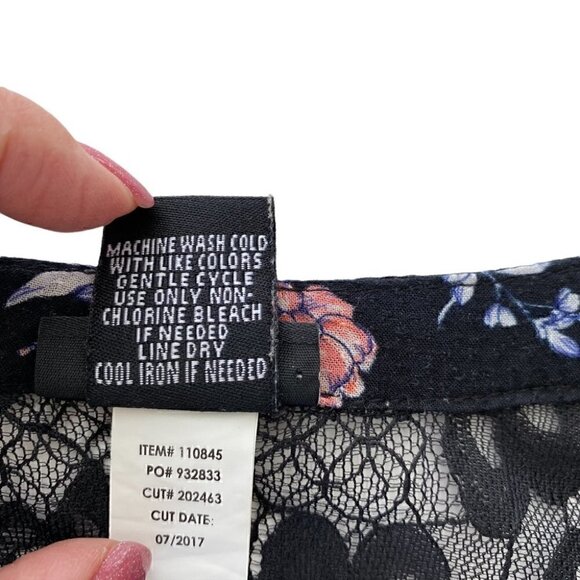 MACHINE WASH COLD
WITH LIKE COLORS
GENTLE CYCLE
USE ONLY NON-
CHLORINE BLEACH
IF NEEDED
LINE DRY
COOL IRON IF NEEDED
ITEM# 110845
PO# 932833
CUT# 202463
CUT DATE:
07/2017